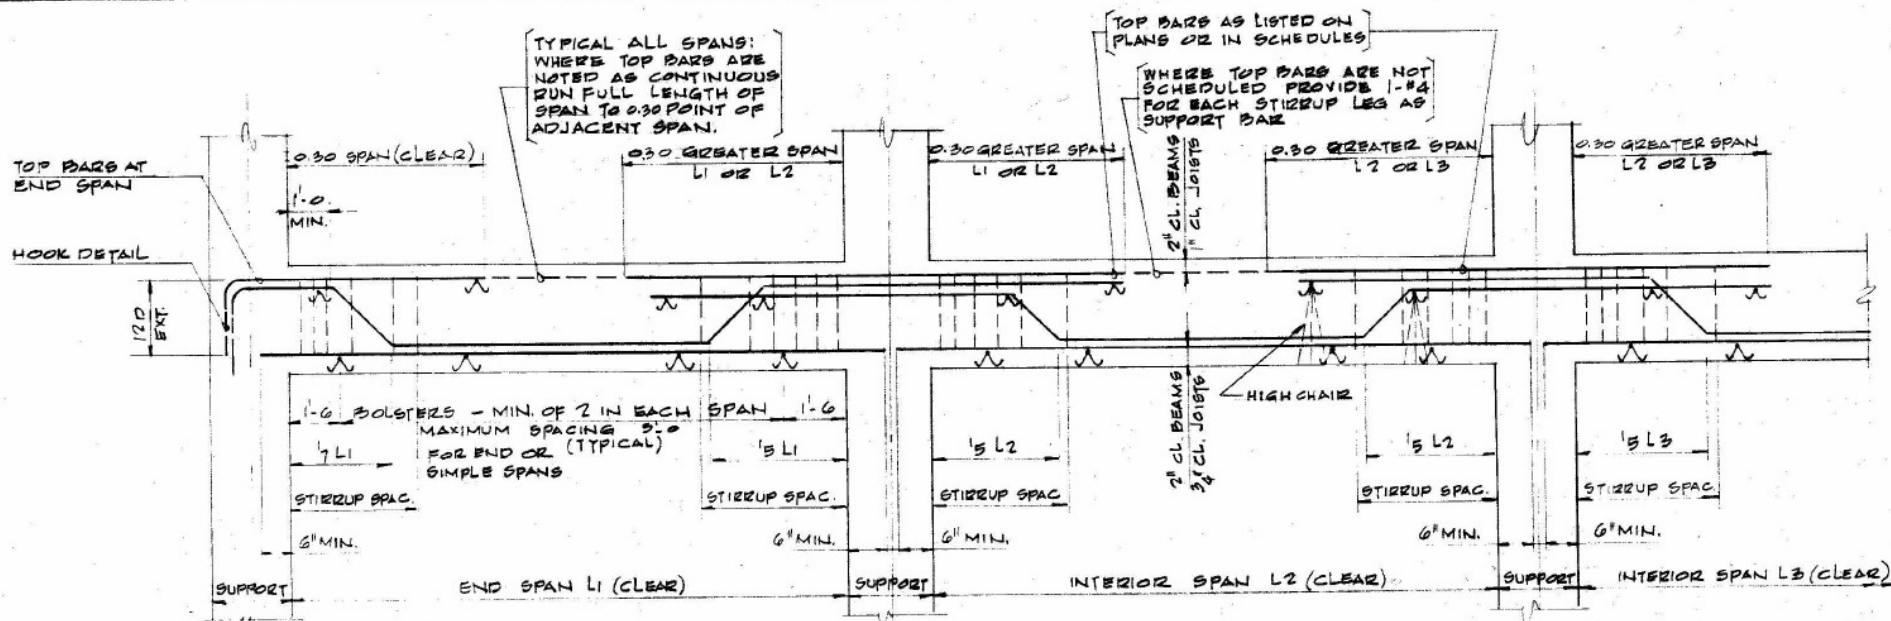 TYPICAL ALL SPANS:
WHERE TOP BARS ARE
NOTED AS CONTINUOUS
RUN FULL LENGTH OF
SPAN TO 0.30 POINT OF
ADJACENT SPAN.
TOP BARS AS LISTED ON
PLANS OR IN SCHEDULES
WHERE TOP BARS ARE NOT
SCHEDULED PROVIDE 1-#4
FOR EACH STIRRUP LEG AS
SUPPORT BAR
TOP BARS AT
END SPAN
0.30 SPAN (CLEAR)
1'-0
MIN.
0.30 GREATER SPAN
L1 OR L2
0.30 GREATER SPAN
L1 OR L2
2" CL. BEAMS
1" CL. JOISTS
0.30 GREATER SPAN
L2 OR L3
0.30 GREATER SPAN
L2 OR L3
HOOK DETAIL
12D
EXT.
HIGH CHAIR
1'-6 BOLSTERS - MIN. OF 2 IN EACH SPAN 1'-6
MAXIMUM SPACING
(TYPICAL)
FOR END OR
SIMPLE SPANS
1/7 L1
1/5 L1
1/5 L2
2" CL. BEAMS
3/4" CL. JOISTS
1/5 L2
1/5 L3
STIRRUP SPAC.
STIRRUP SPAC.
STIRRUP SPAC
STIRRUP SPAC.
STIRRUP SPAC.
6" MIN.
6" MIN.
6" MIN.
6" MIN.
6" MIN.
SUPPORT
END SPAN L1 (CLEAR)
SUPPORT
INTERIOR SPAN L2 (CLEAR)
SUPPORT
INTERIOR SPAN L3 (CLEAR)